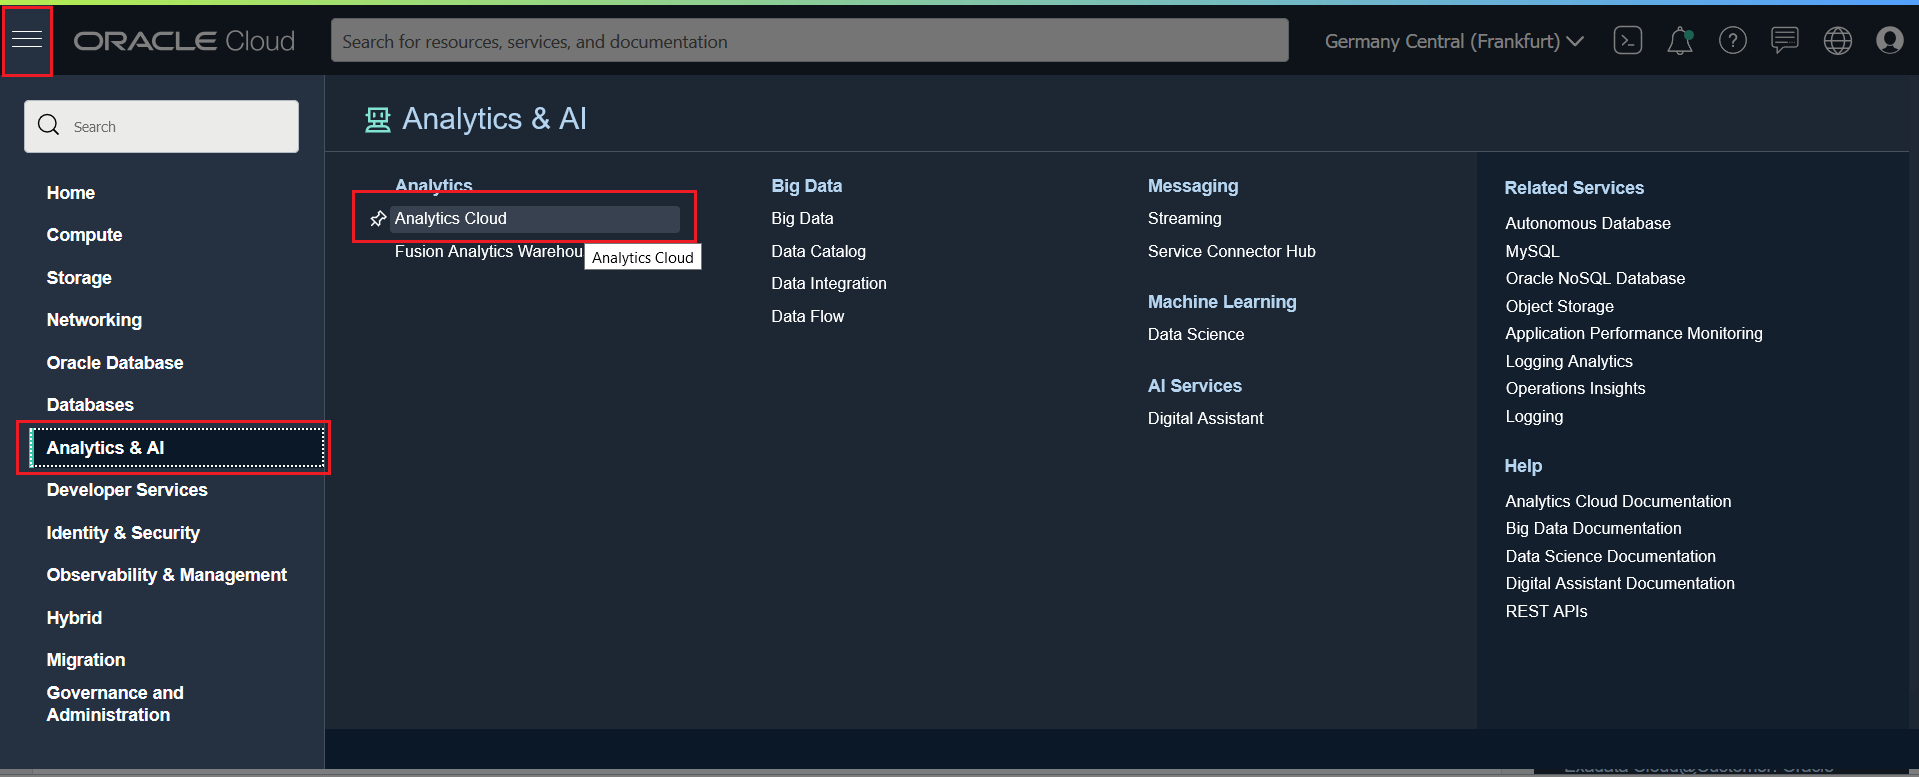 ORACLE Cloud
Search for resources, services, and documentation
Germany Central (Frankfurt)
Search
Home
Compute
Storage
Networking
Oracle Database
Databases
Analytics & AI
Developer Services
Identity & Security
Observability & Management
Hybrid
Migration
Governance and
Administration
Analytics & AI
Analytics
Analytics Cloud
Fusion Analytics Warehou
Analytics Cloud
Big Data
Big Data
Data Catalog
Data Integration
Data Flow
Messaging
Streaming
Service Connector Hub
Machine Learning
Data Science
AI Services
Digital Assistant
Related Services
Autonomous Database
MySQL
Oracle NoSQL Database
Object Storage
Application Performance Monitoring
Logging Analytics
Operations Insights
Logging
Help
Analytics Cloud Documentation
Big Data Documentation
Data Science Documentation
Digital Assistant Documentation
REST APIs
Exadata Cloud@Customer: Oracle